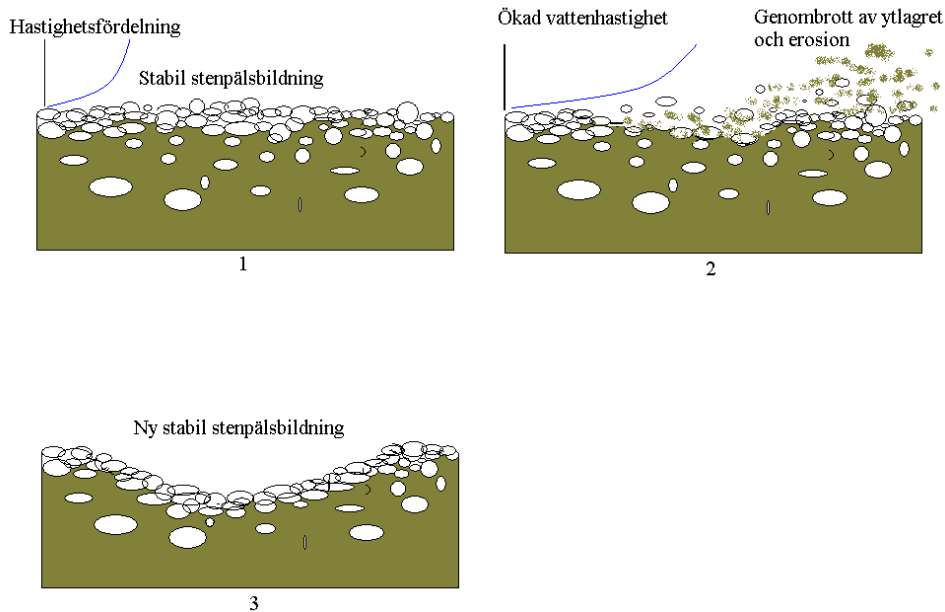 Hastighetsfördelning
Stabil stenpälsbildning
1
Ökad vattenhastighet
Genombrott av ytlagret
och erosion
2
Ny stabil stenpälsbildning
3